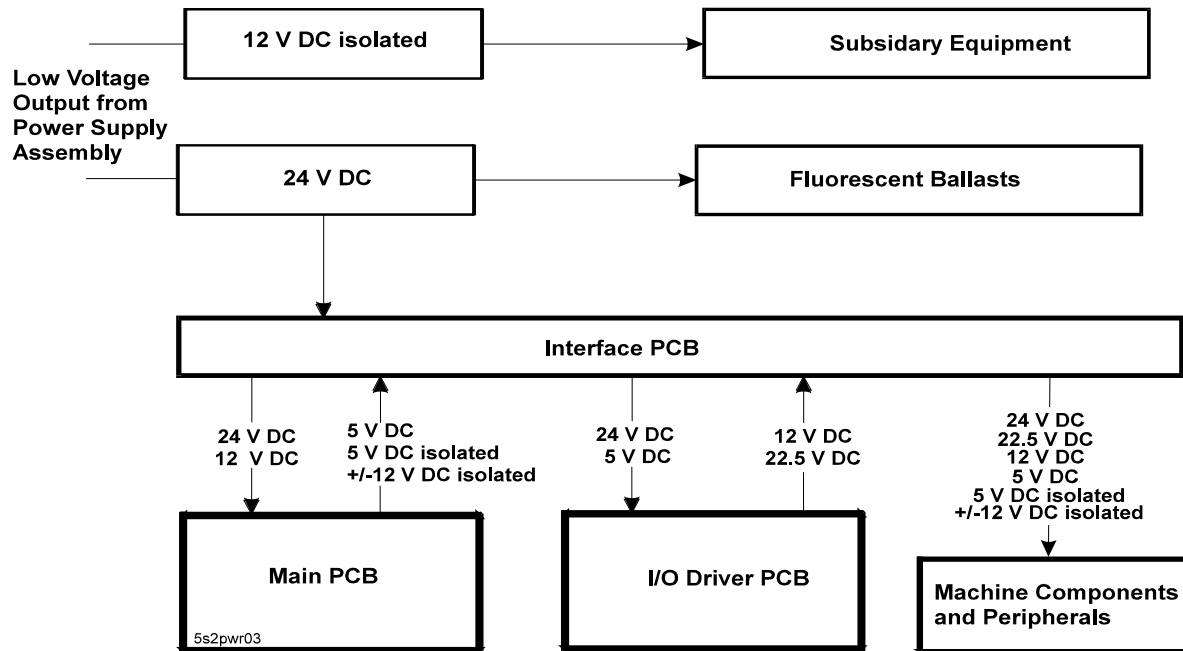 12 V DC isolated
Subsidary Equipment
Low Voltage
Output from
Power Supply
Assembly
24 V DC
Fluorescent Ballasts
Interface PCB
24 V DC
12 V DC
5 V DC
5 V DC isolated
+/-12 V DC isolated
24 V DC
5 V DC
12 V DC
22.5 V DC
24 V DC
22.5 V DC
12 V DC
5 V DC
5 V DC isolated
+/-12 V DC isolated
Main PCB
5s2pwr03
I/O Driver PCB
Machine Components
and Peripherals